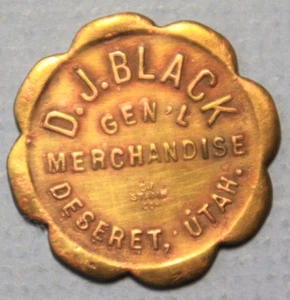 D.J. BLACK
GEN'L
MERCHANDISE
DESERET, UTAH.